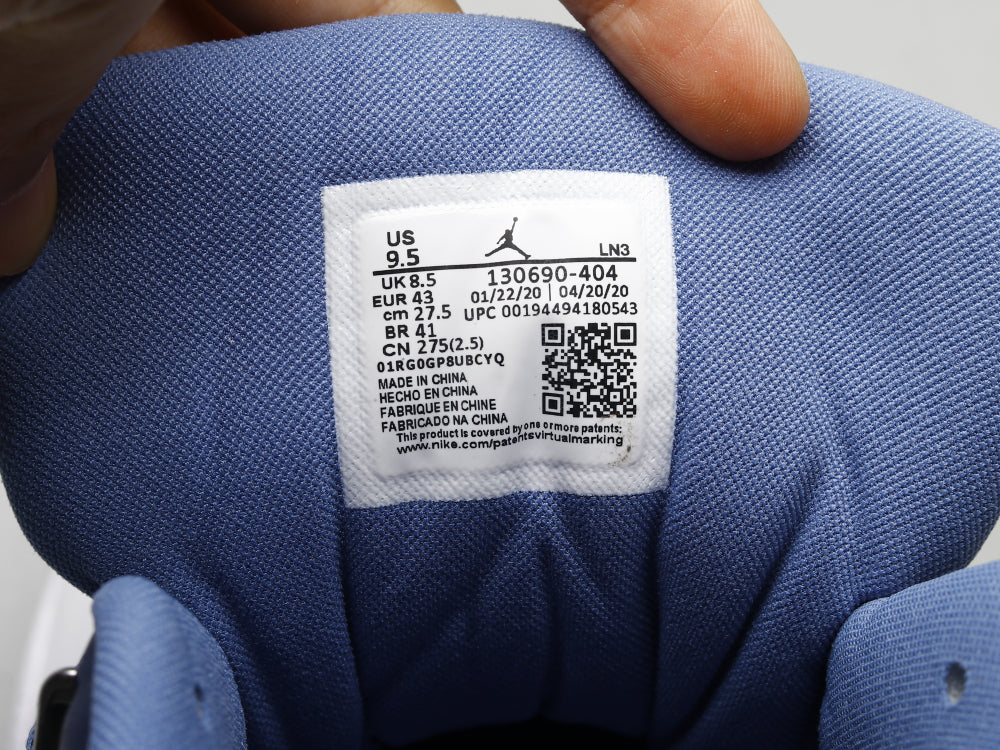 US
9.5
LN3
UK 8.5
130690-404
EUR 43
01/22/20 | 04/20/20
cm 27.5
UPC 00194494180543
BR 41
CN 275(2.5)
01RG0GP8UBCYQ
MADE IN CHINA
HECHO EN CHINA
FABRIQUE EN CHINE
FABRICADO NA CHINA
This product is covered by one or more patents:
www.nike.com/patentsvirtualmarking